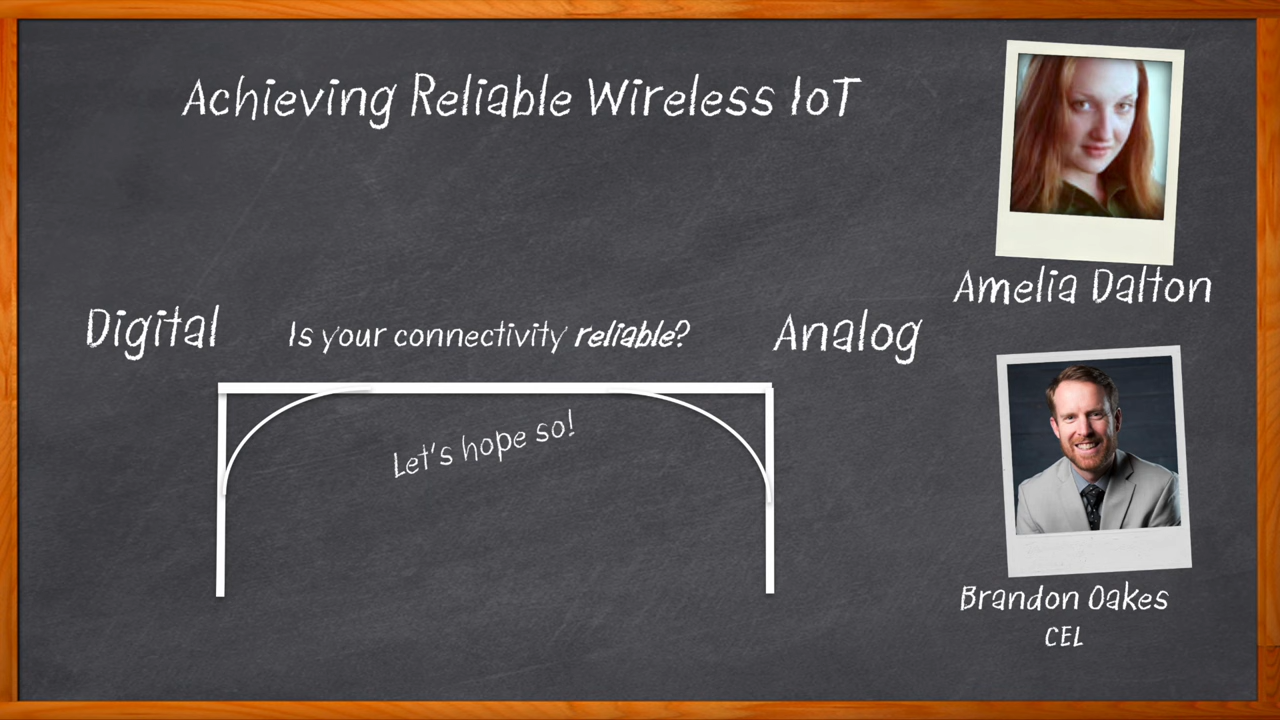 Achieving Reliable Wireless IoT
Amelia Dalton
Digital
Is your connectivity reliable?
Analog
Let's hope so!
Brandon Oakes
CEL